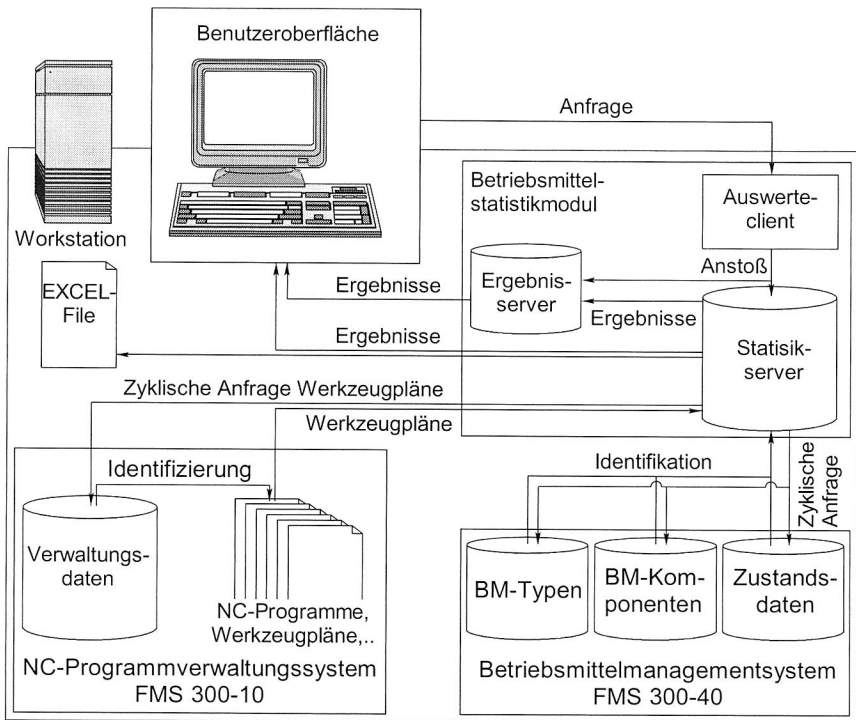 Benutzeroberfläche
Anfrage
Workstation
Betriebsmittel-
statistikmodul
Auswerte-
client
Anstoß
EXCEL-
File
Ergebnisse
Ergebnis-
server
Ergebnisse
Ergebnisse
Statisik-
server
Zyklische Anfrage Werkzeugpläne
Werkzeugpläne
Identifizierung
Identifikation
Zyklische
Anfrage
Verwaltungs-
daten
NC-Programme,
Werkzeugpläne,..
BM-Typen
BM-Kom-
ponenten
Zustands-
daten
NC-Programmverwaltungssystem
FMS 300-10
Betriebsmittelmanagementsystem
FMS 300-40